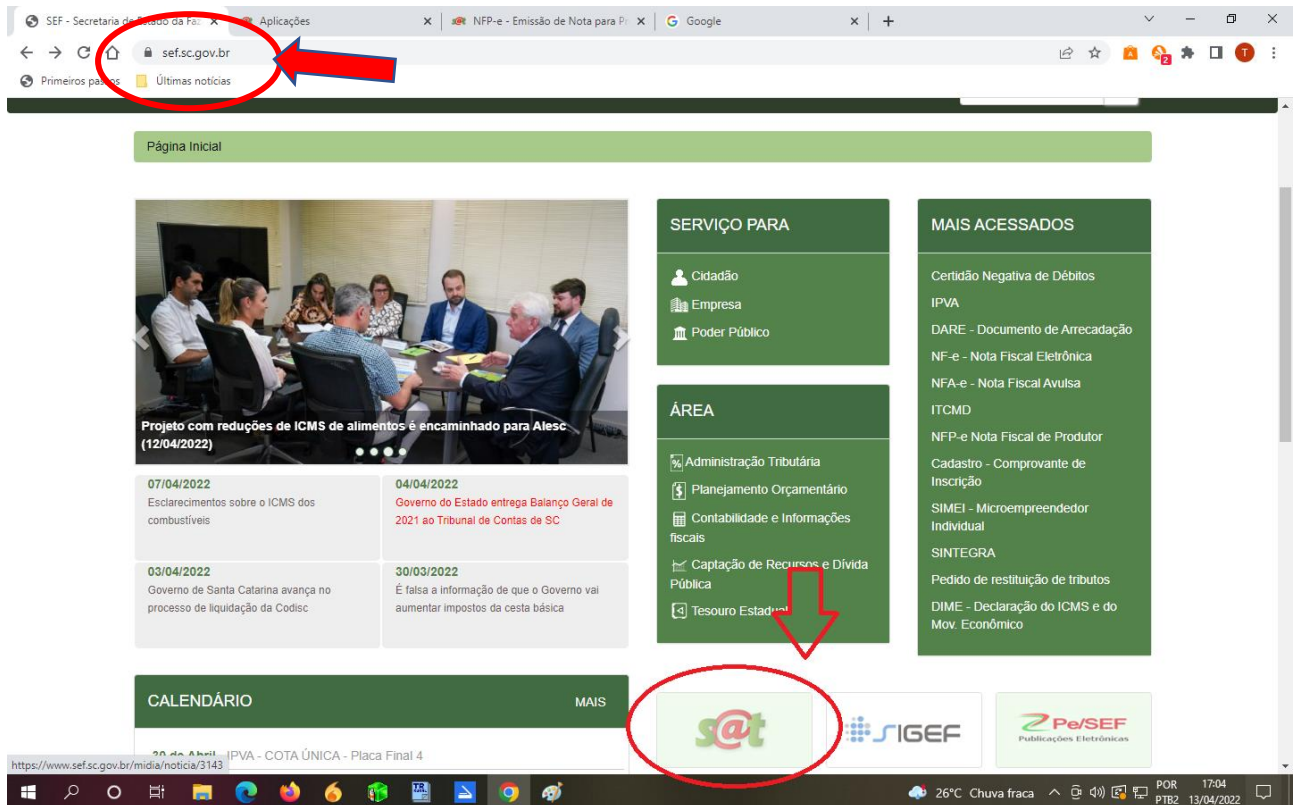 SEF - Secretaria de Estado da Faz
Aplicações
NFP-e - Emissão de Nota para Pr
Google
sef.sc.gov.br
Primeiros passos
Últimas notícias
Página Inicial
Projeto com reduções de ICMS de alimentos é encaminhado para Alesc
(12/04/2022)
07/04/2022
Esclarecimentos sobre o ICMS dos
combustíveis
04/04/2022
Governo do Estado entrega Balanço Geral de
2021 ao Tribunal de Contas de SC
03/04/2022
Governo de Santa Catarina avança no
processo de liquidação da Codisc
30/03/2022
É falsa a informação de que o Governo vai
aumentar impostos da cesta básica
SERVIÇO PARA
Cidadão
Empresa
Poder Público
ÁREA
Administração Tributária
Planejamento Orçamentário
Contabilidade e Informações
fiscais
Captação de Recursos e Dívida
Pública
Tesouro Estadual
MAIS ACESSADOS
Certidão Negativa de Débitos
IPVA
DARE - Documento de Arrecadação
NF-e - Nota Fiscal Eletrônica
NFA-e - Nota Fiscal Avulsa
ITCMD
NFP-e Nota Fiscal de Produtor
Cadastro - Comprovante de
Inscrição
SIMEI - Microempreendedor
Individual
SINTEGRA
Pedido de restituição de tributos
DIME - Declaração do ICMS e do
Mov. Econômico
CALENDÁRIO MAIS
30 de Abril IPVA - COTA ÚNICA - Placa Final 4
s@t
SIGEF
Pe/SEF
Publicações Eletrônicas
https://www.sef.sc.gov.br/midia/noticia/3143
26°C Chuva fraca
POR
PTB2
17:04
13/04/2022